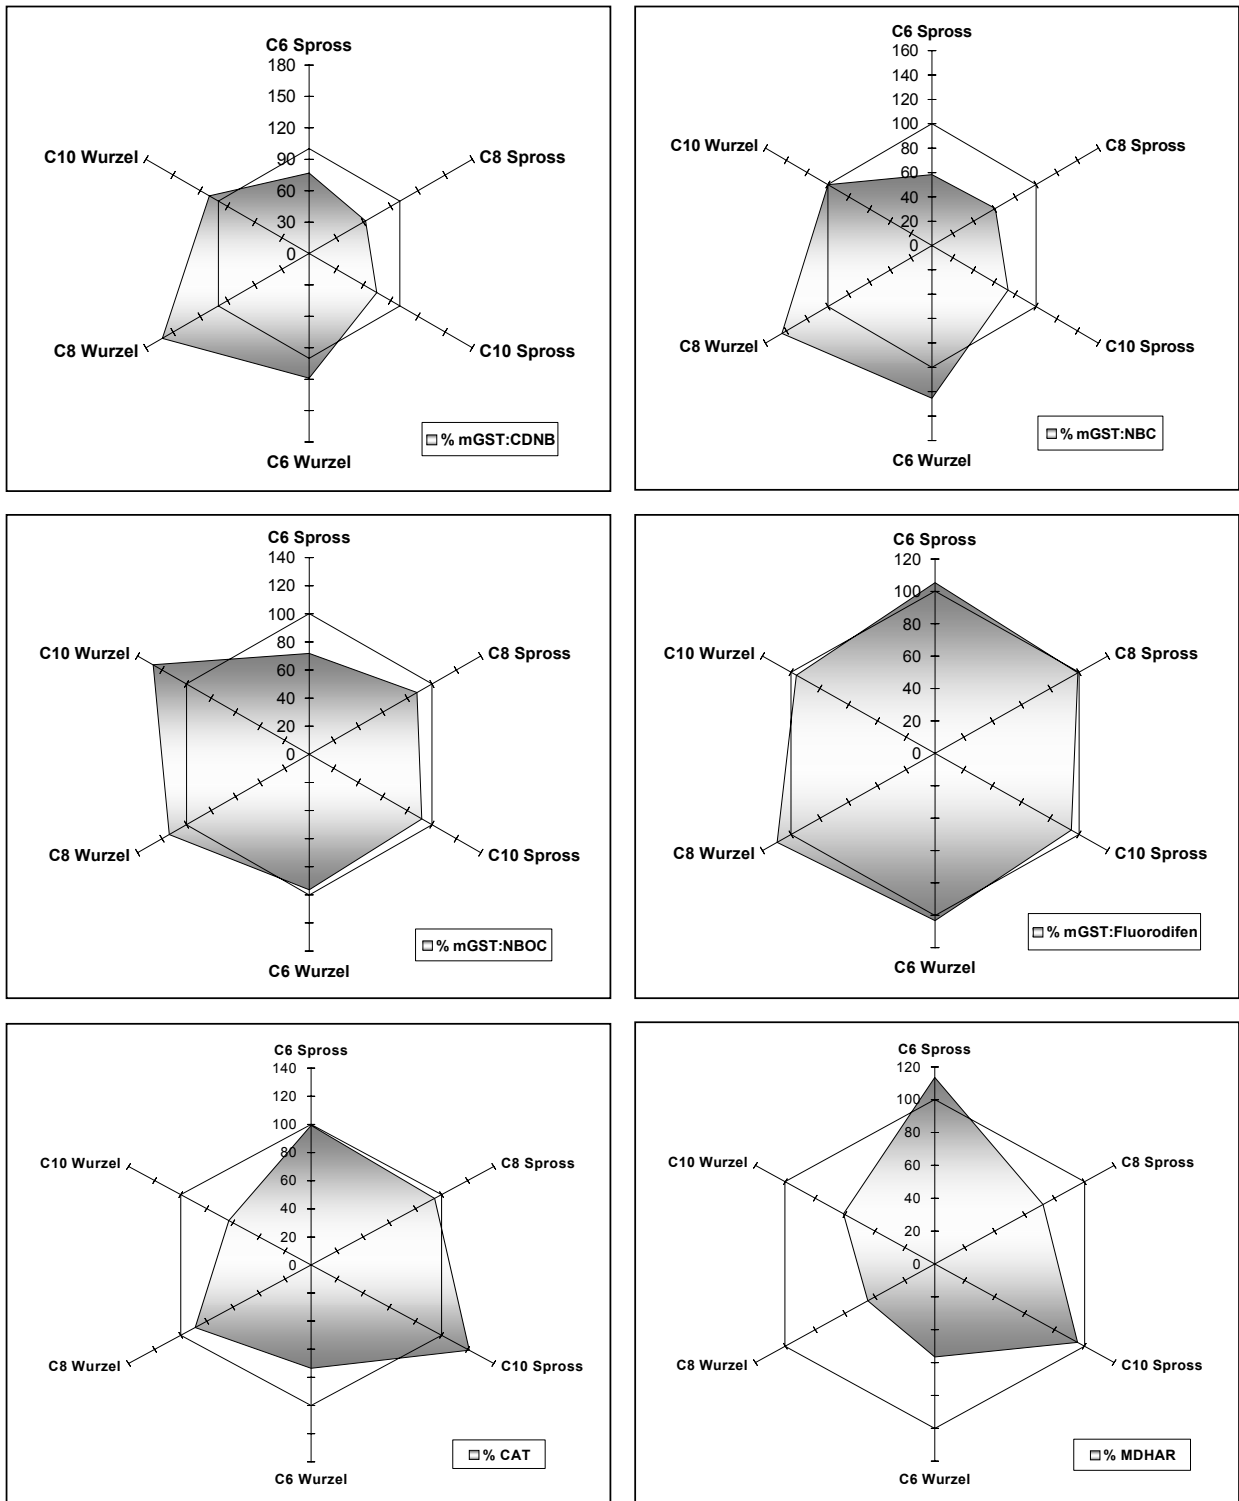 C6 Spross
180
150
120
90
60
30
0
C8 Spross
C10 Spross
C6 Wurzel
C8 Wurzel
C10 Wurzel
% mGST:CDNB
C6 Spross
160
140
120
100
80
60
40
20
0
C8 Spross
C10 Spross
C6 Wurzel
C8 Wurzel
C10 Wurzel
% mGST:NBC
C6 Spross
140
120
100
80
60
40
20
0
C8 Spross
C10 Spross
C6 Wurzel
C8 Wurzel
C10 Wurzel
% mGST:NBOC
C6 Spross
120
100
80
60
40
20
0
C8 Spross
C10 Spross
C6 Wurzel
C8 Wurzel
C10 Wurzel
% mGST:Fluorodifen
C6 Spross
140
120
100
80
60
40
20
0
C8 Spross
C10 Spross
C6 Wurzel
C8 Wurzel
C10 Wurzel
% CAT
C6 Spross
120
100
80
60
40
20
0
C8 Spross
C10 Spross
C6 Wurzel
C8 Wurzel
C10 Wurzel
% MDHAR